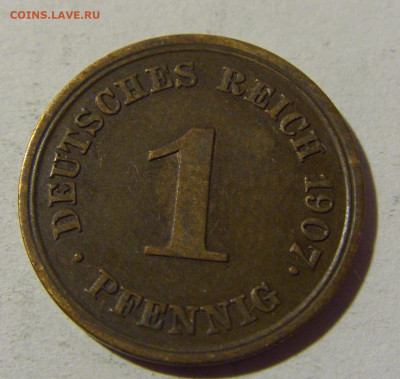 COINS.LAVE.RU
DEUTSCHES REICH 1907.
1
· PFENNIG